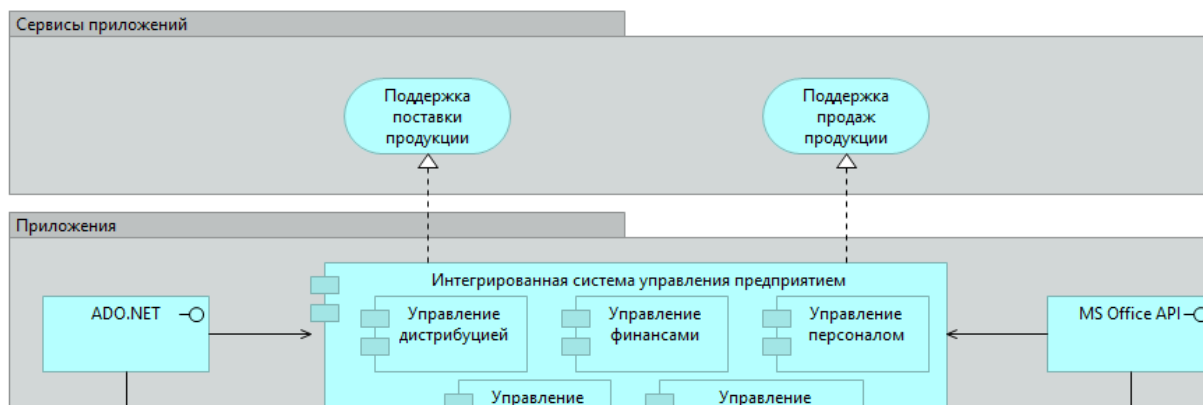 Сервисы приложений
Поддержка
поставки
продукции
Поддержка
продаж
продукции
Приложения
Интегрированная система управления предприятием
ADO.NET
Управление
дистрибуцией
Управление
финансами
Управление
персоналом
MS Office API
Управление
Управление